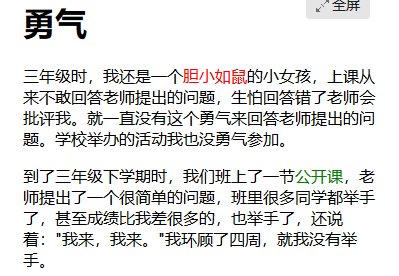 全屏
勇气
三年级时，我还是一个胆小如鼠的小女孩，上课从
来不敢回答老师提出的问题，生怕回答错了老师会
批评我。就一直没有这个勇气来回答老师提出的问
题。学校举办的活动我也没勇气参加。
到了三年级下学期时，我们班上了一节公开课，老
师提出了一个很简单的问题，班里很多同学都举手
了，甚至成绩比我差很多的，也举手了，还说
着："我来，我来。"我环顾了四周，就我没有举
手。